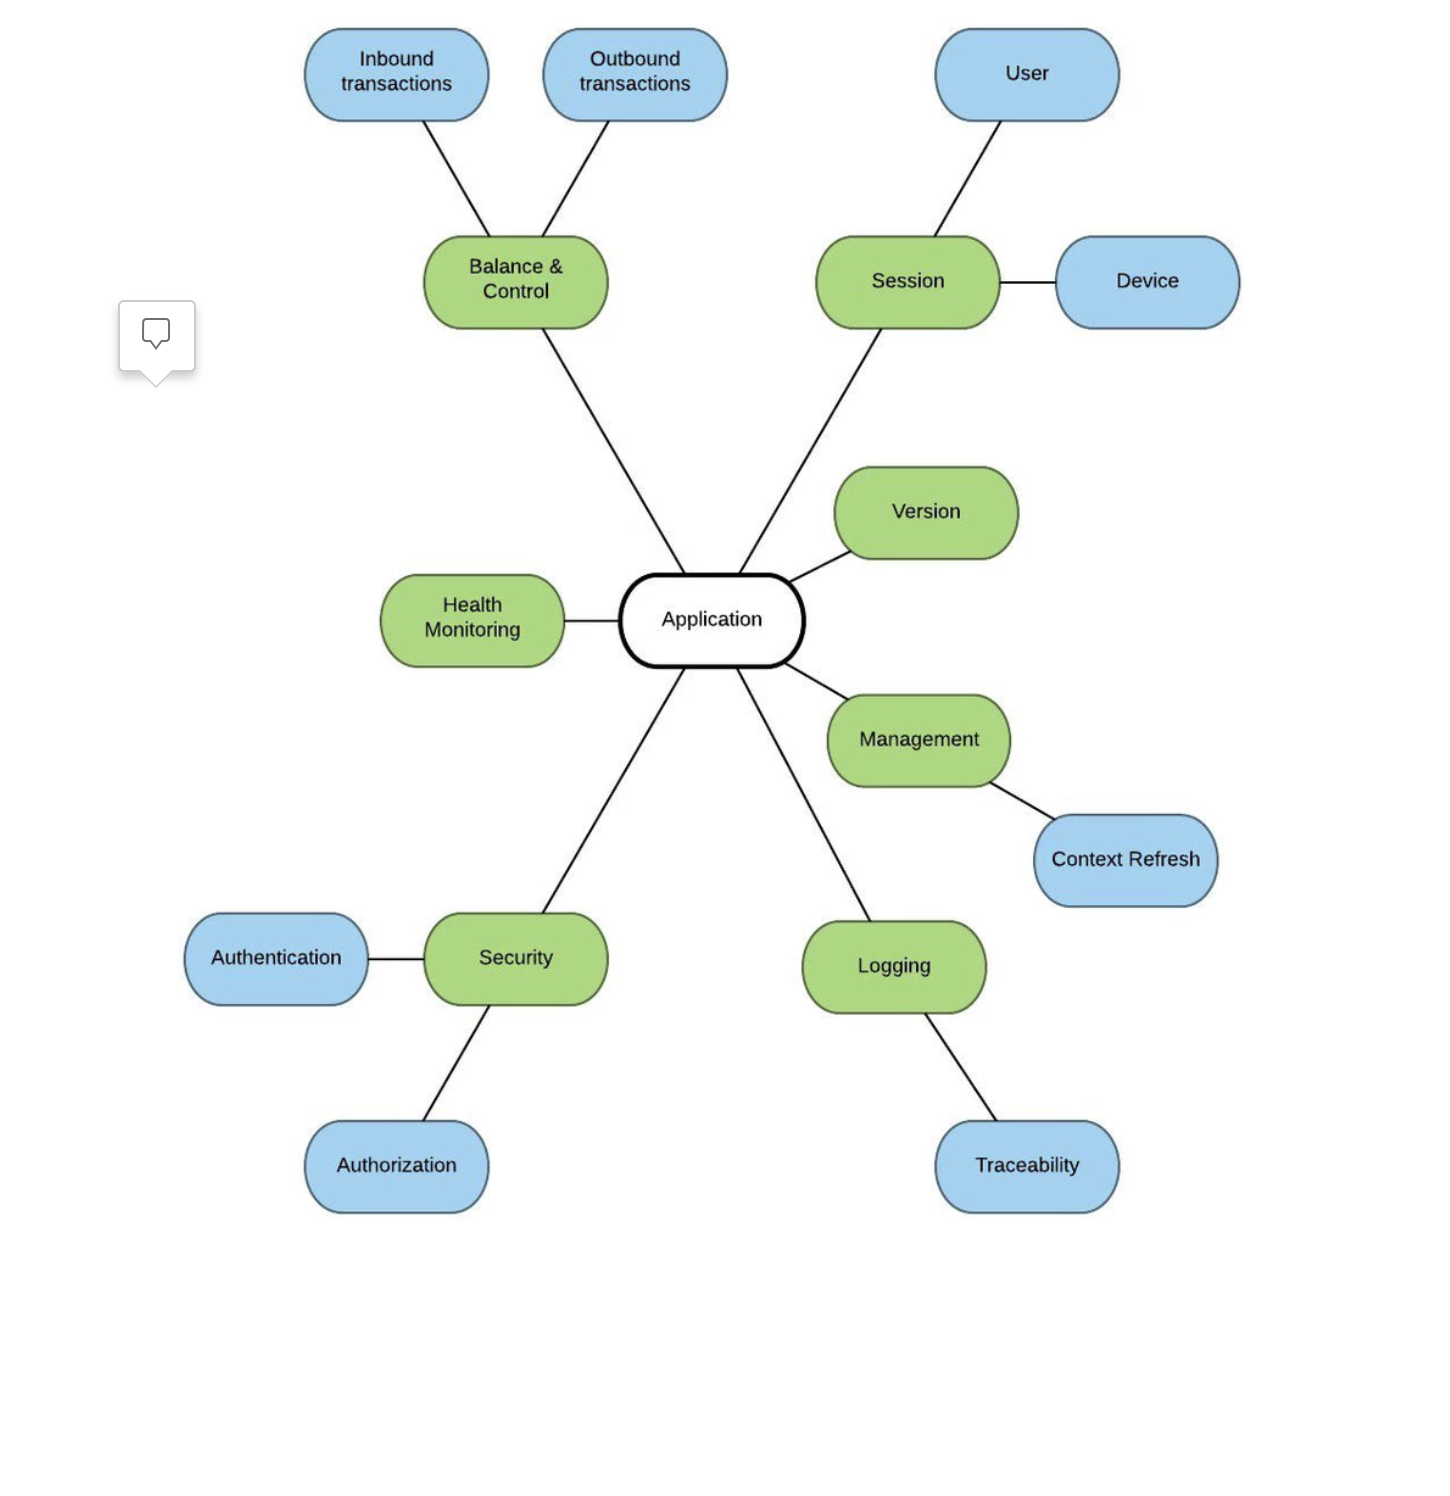 Inbound
transactions
Outbound
transactions
User
Balance &
Control
Session
Device
Version
Health
Monitoring
Application
Management
Context Refresh
Authentication
Security
Logging
Authorization
Traceability